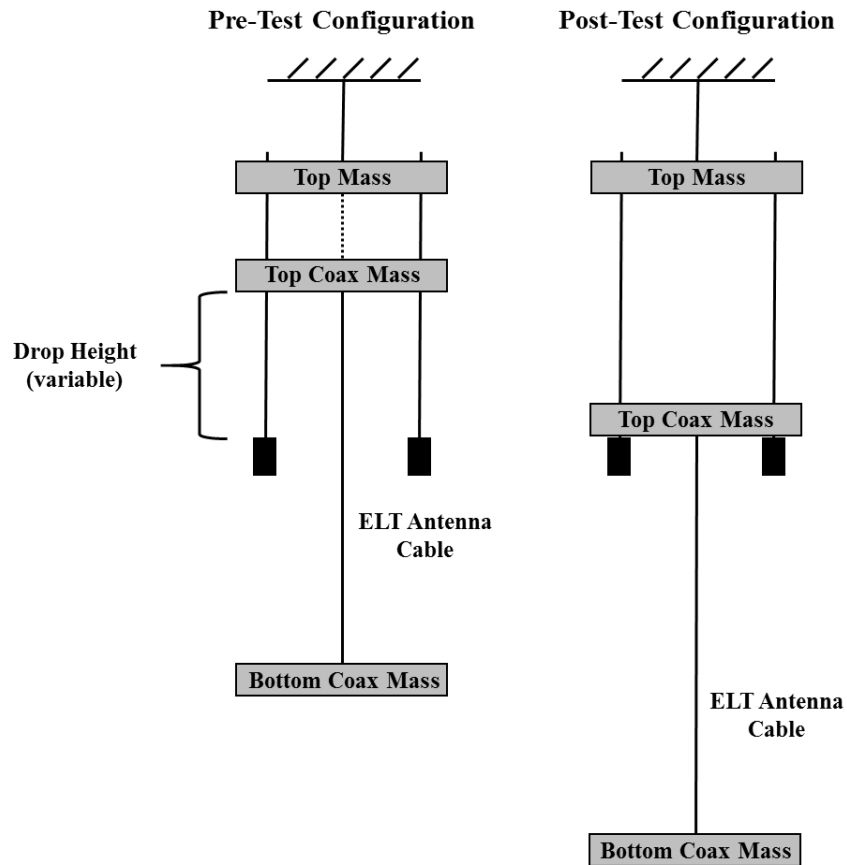 Pre-Test Configuration
Top Mass
Top Coax Mass
Drop Height
(variable)
ELT Antenna
Cable
Bottom Coax Mass
Post-Test Configuration
Top Mass
Top Coax Mass
ELT Antenna
Cable
Bottom Coax Mass